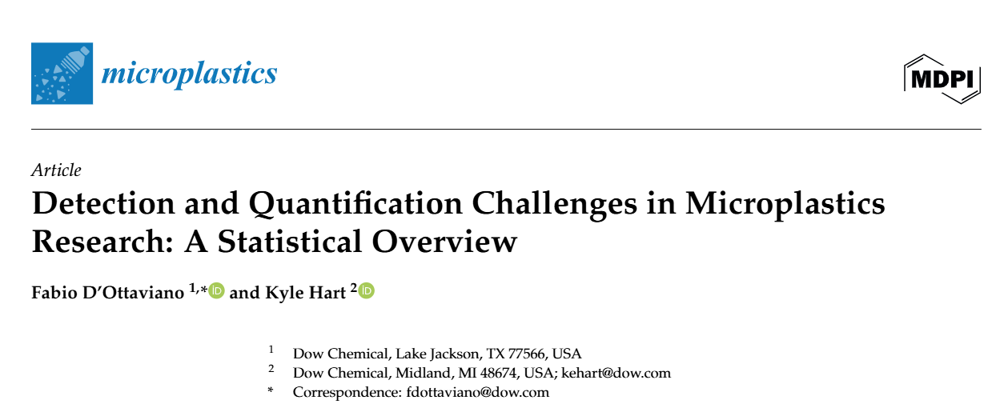 microplastics
MDPI
Article
Detection and Quantification Challenges in Microplastics
Research: A Statistical Overview
Fabio D'Ottaviano 1,* iD and Kyle Hart 2 iD
1 Dow Chemical, Lake Jackson, TX 77566, USA
2 Dow Chemical, Midland, MI 48674, USA; kehart@dow.com
* Correspondence: fdottaviano@dow.com